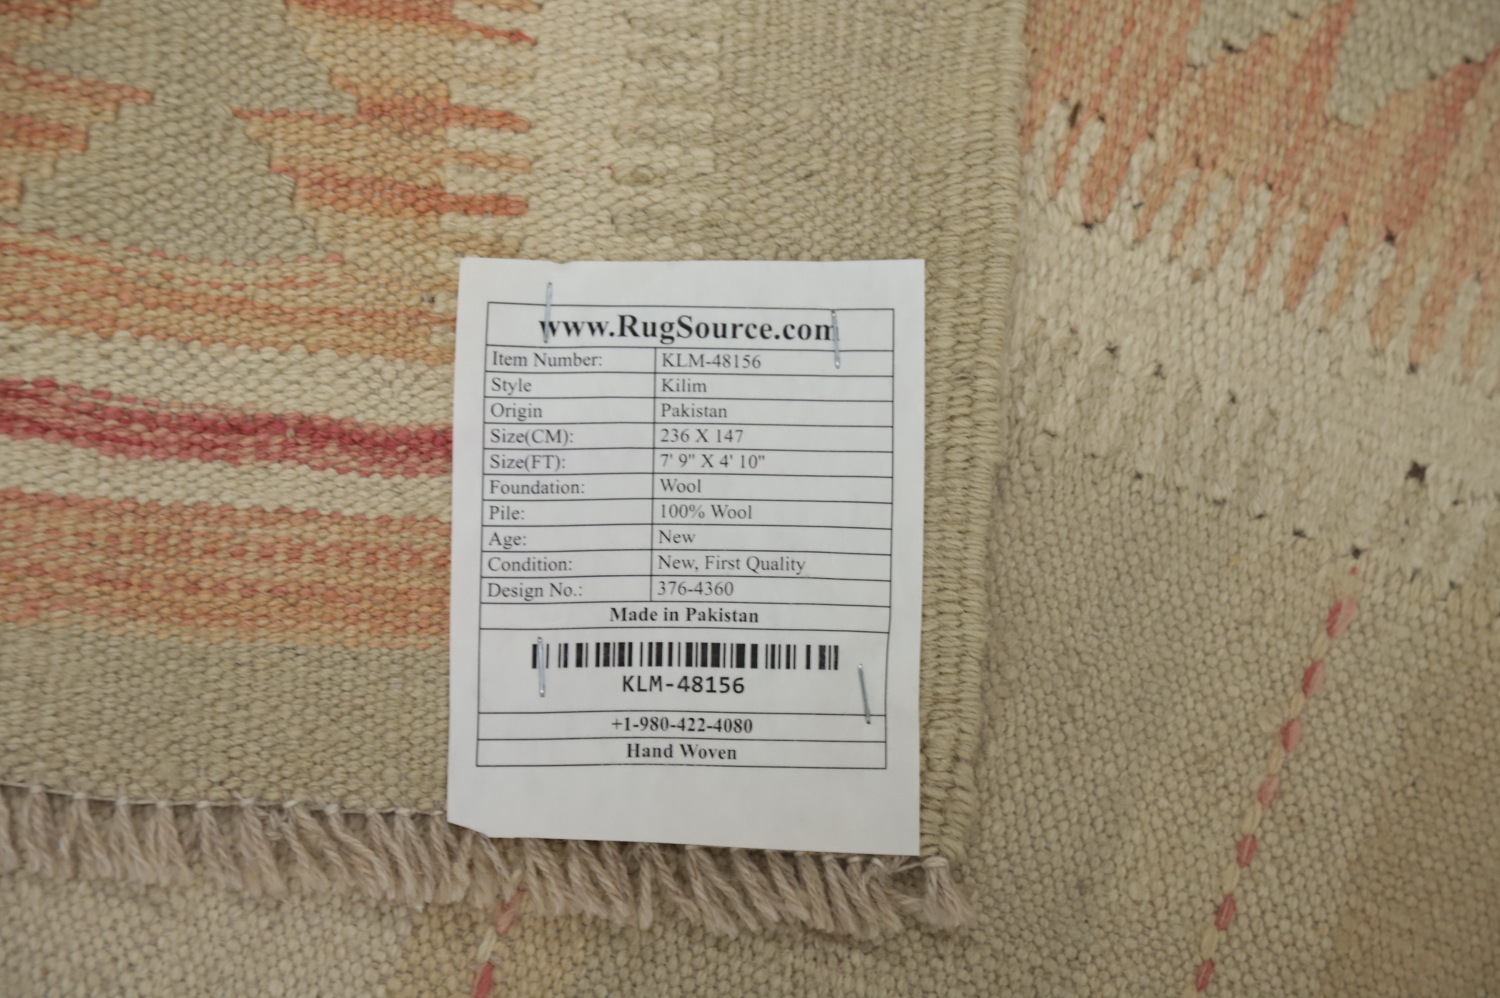 www.RugSource.com
Item Number: KLM-48156
Style Kilim
Origin Pakistan
Size(CM): 236 X 147
Size(FT): 7' 9" X 4' 10"
Foundation: Wool
Pile: 100% Wool
Age: New
Condition: New, First Quality
Design No.: 376-4360
Made in Pakistan
KLM-48156
+1-980-422-4080
Hand Woven